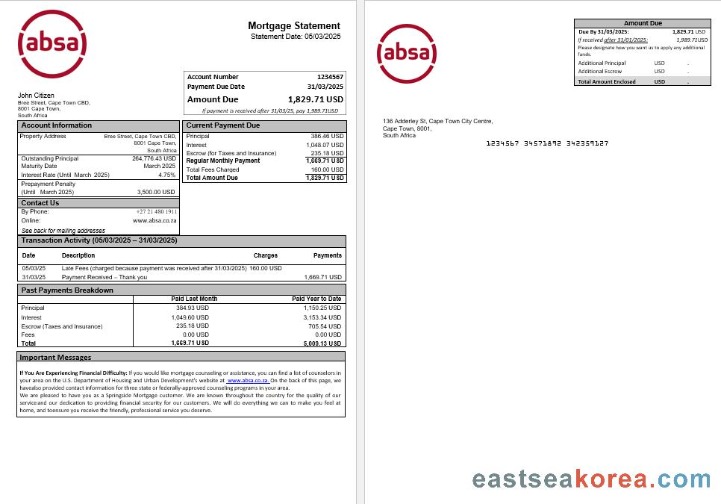 absa
Mortgage Statement
Statement Date: 05/03/2025
Account Number 1234567
Payment Due Date 31/03/2025
Amount Due 1,829.71 USD
If payment is received after 31/03/25, pay 1,989.71USD
John Citizen
Bree Street, Cape Town CBD,
8001 Cape Town,
South Africa
Account Information
Property Address Bree Street, Cape Town CBD,
8001 Cape Town,
South Africa
Outstanding Principal 264,776.43 USD
Maturity Date March 2025
Interest Rate (Until March 2025) 4.75%
Prepayment Penalty
(Until March 2025) 3,500.00 USD
Contact Us
By Phone: +27 21 480 1911
Online: www.absa.co.za
See back for mailing addresses
Current Payment Due
Principal 386.46 USD
Interest 1,048.07 USD
Escrow (for Taxes and Insurance) 235.18 USD
Regular Monthly Payment 1,669.71 USD
Total Fees Charged 160.00 USD
Total Amount Due 1,829.71 USD
Transaction Activity (05/03/2025 – 31/03/2025)
Date Description Charges Payments
05/03/25 Late Fees (charged because payment was received after 31/03/2025) 160.00 USD
31/03/25 Payment Received – Thank you 1,669.71 USD
Past Payments Breakdown
Paid Last Month Paid Year to Date
Principal 384.93 USD 1,150.25 USD
Interest 1,049.60 USD 3,153.34 USD
Escrow (Taxes and Insurance) 235.18 USD 705.54 USD
Fees 0.00 USD 0.00 USD
Total 1,669.71 USD 5,009.13 USD
Important Messages
If You Are Experiencing Financial Difficulty: If you would like mortgage counseling or assistance, you can find a list of counselors in
your area on the U.S. Department of Housing and Urban Development's website at www.absa.co.za. On the back of this page, we
havealso provided contact information for three state or federally-approved counseling programs in your area.
We are pleased to have you as a Springside Mortgage customer. We are known throughout the country for the quality of our
serviceand our dedication to providing financial security for our customers. We will do everything we can to make you feel at
home, and toensure you receive the friendly, professional service you deserve.
absa
Amount Due
Due By 31/03/2025: 1,829.71 USD
If received after 31/01/2025: 1,989.71USD
Please designate how you want us to apply any additional
funds.
Additional Principal USD -
Additional Escrow USD -
Total Amount Enclosed USD -
136 Adderley St, Cape Town City Centre,
Cape Town, 8001,
South Africa
1234567 34571892 342359127
eastseakorea.com